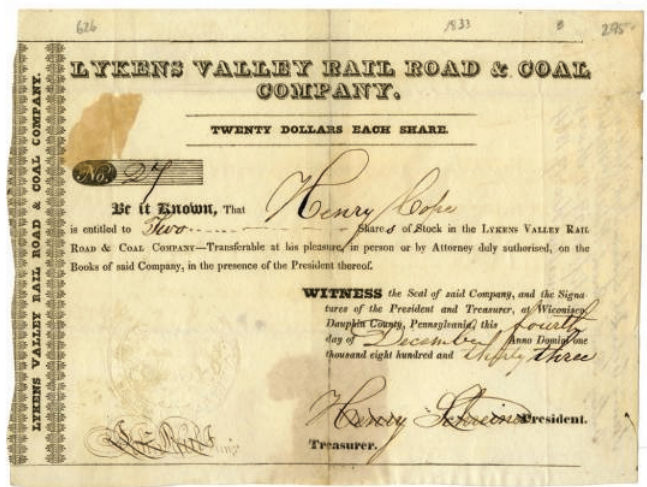 626 1833 B 275-
LYKENS VALLEY RAIL ROAD & COAL
COMPANY.
TWENTY DOLLARS EACH SHARE.
No. 27
Be it Known, That Henry Cope
is entitled to Two Shares of Stock in the LYKENS VALLEY RAIL
ROAD & COAL COMPANY—Transferable at his pleasure, in person or by Attorney duly authorised, on the
Books of said Company, in the presence of the President thereof.
WITNESS the Seal of said Company, and the Signa-
tures of the President and Treasurer, at Wiconisco,
Dauphin County, Pennsylvania, this fourth
day of December Anno Domini one
thousand eight hundred and thirty three
Henry Schreiner President.
Treasurer.
LYKENS VALLEY RAIL ROAD & COAL COMPANY.